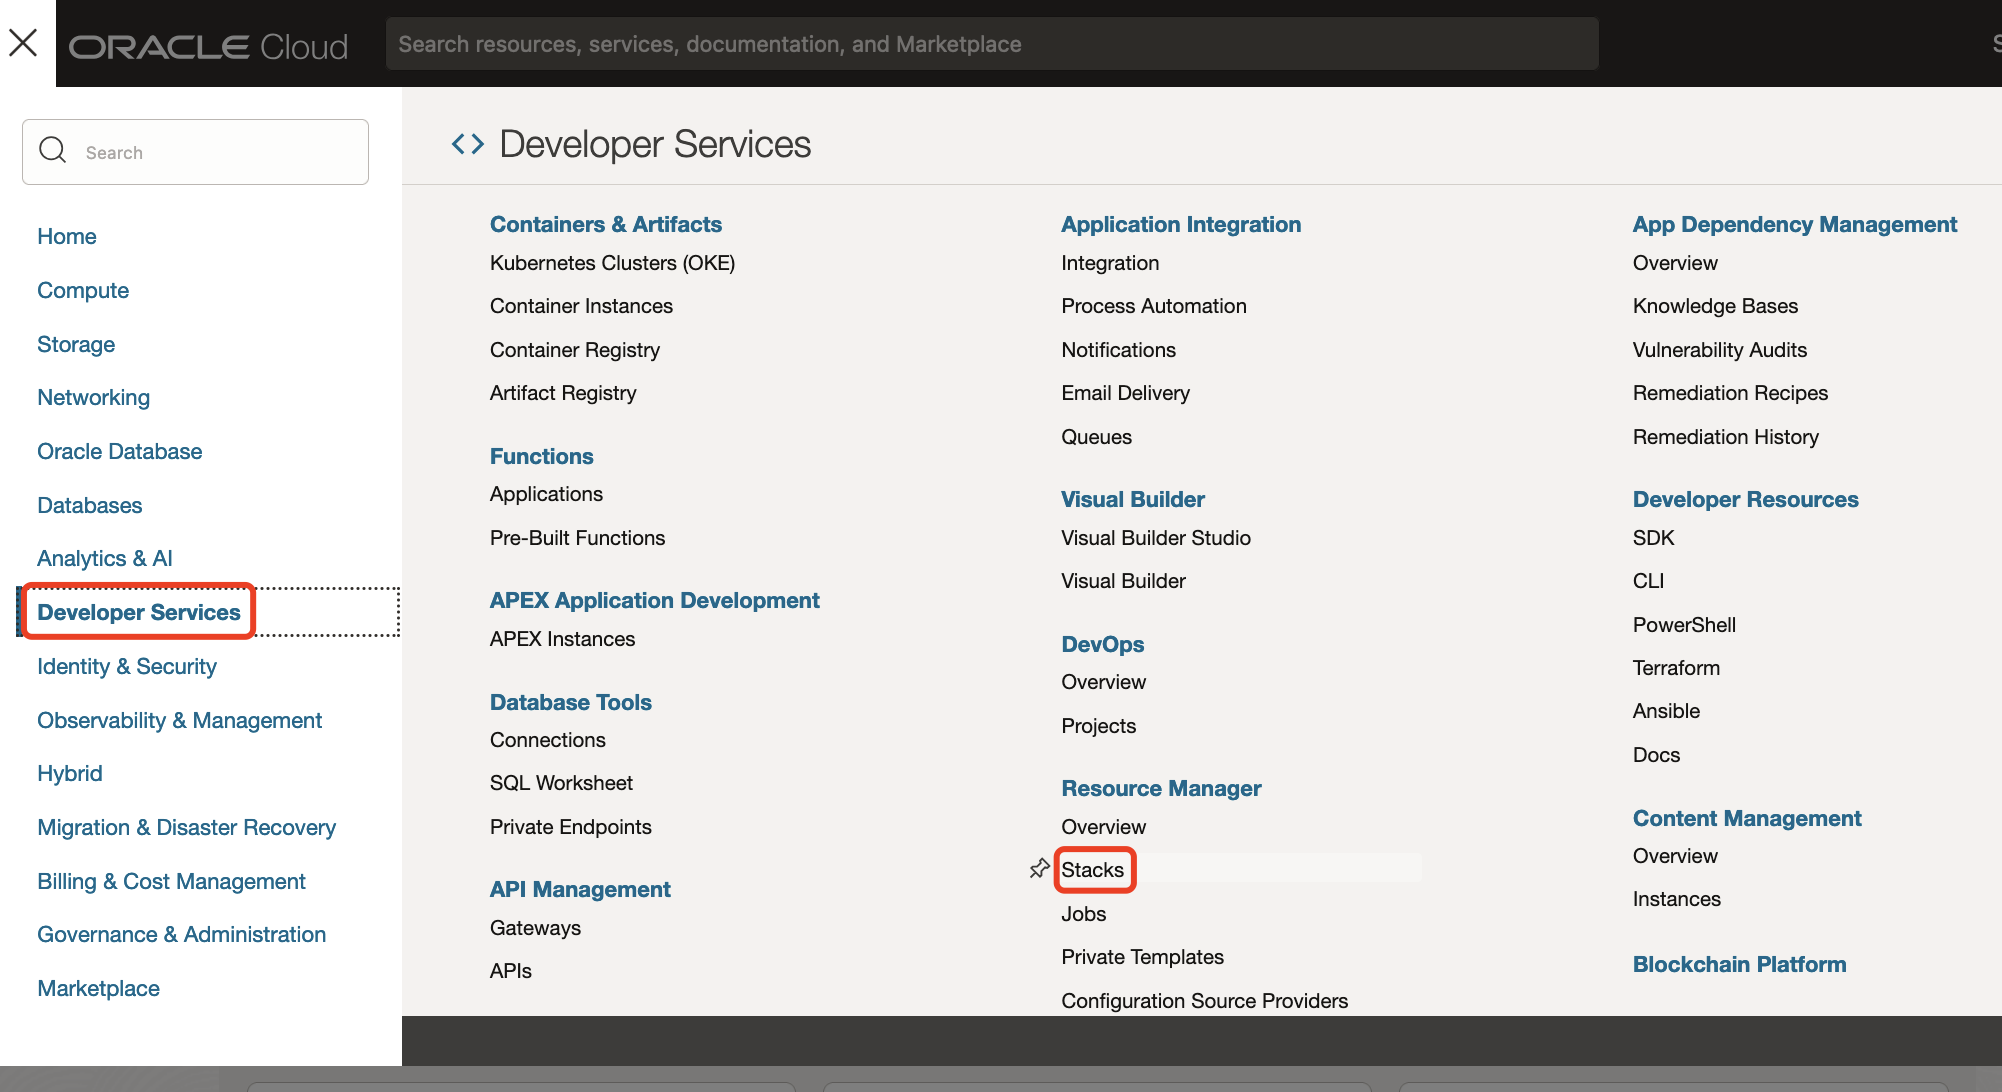 ORACLE Cloud
Search resources, services, documentation, and Marketplace
Search
Home
Compute
Storage
Networking
Oracle Database
Databases
Analytics & AI
Developer Services
Identity & Security
Observability & Management
Hybrid
Migration & Disaster Recovery
Billing & Cost Management
Governance & Administration
Marketplace
Developer Services
Containers & Artifacts
Kubernetes Clusters (OKE)
Container Instances
Container Registry
Artifact Registry
Functions
Applications
Pre-Built Functions
APEX Application Development
APEX Instances
Database Tools
Connections
SQL Worksheet
Private Endpoints
API Management
Gateways
APIs
Application Integration
Integration
Process Automation
Notifications
Email Delivery
Queues
Visual Builder
Visual Builder Studio
Visual Builder
DevOps
Overview
Projects
Resource Manager
Overview
Stacks
Jobs
Private Templates
Configuration Source Providers
App Dependency Management
Overview
Knowledge Bases
Vulnerability Audits
Remediation Recipes
Remediation History
Developer Resources
SDK
CLI
PowerShell
Terraform
Ansible
Docs
Content Management
Overview
Instances
Blockchain Platform